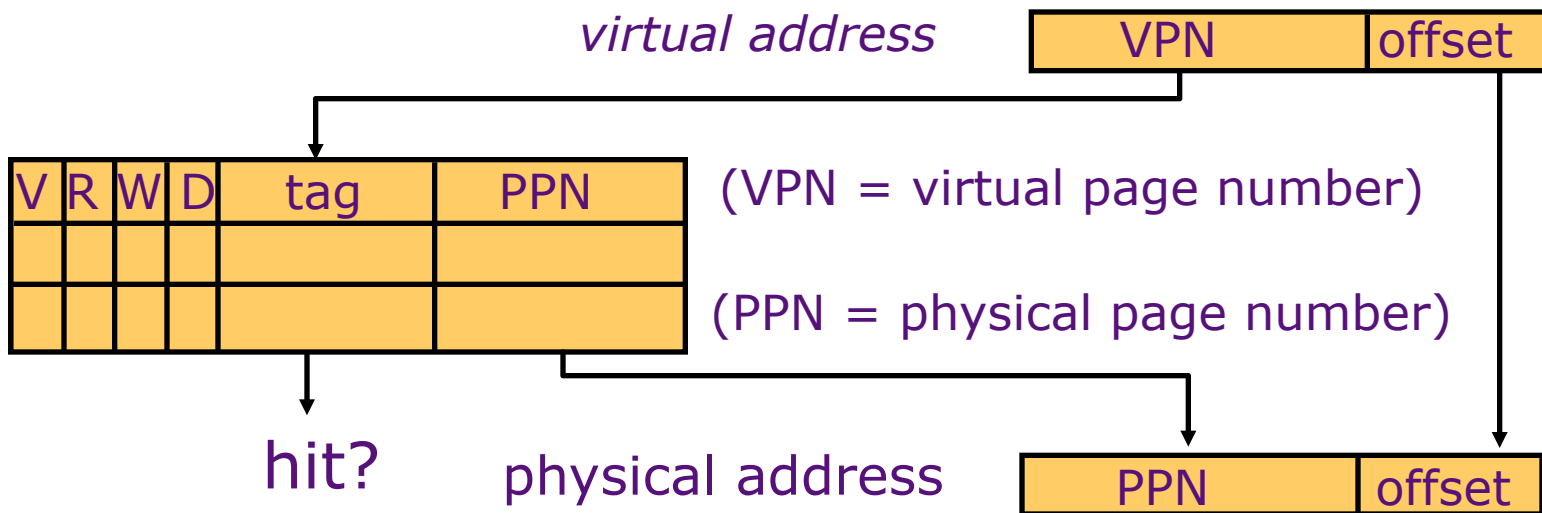 virtual address VPN offset
V R W D tag PPN (VPN = virtual page number)
(PPN = physical page number)
hit? physical address PPN offset